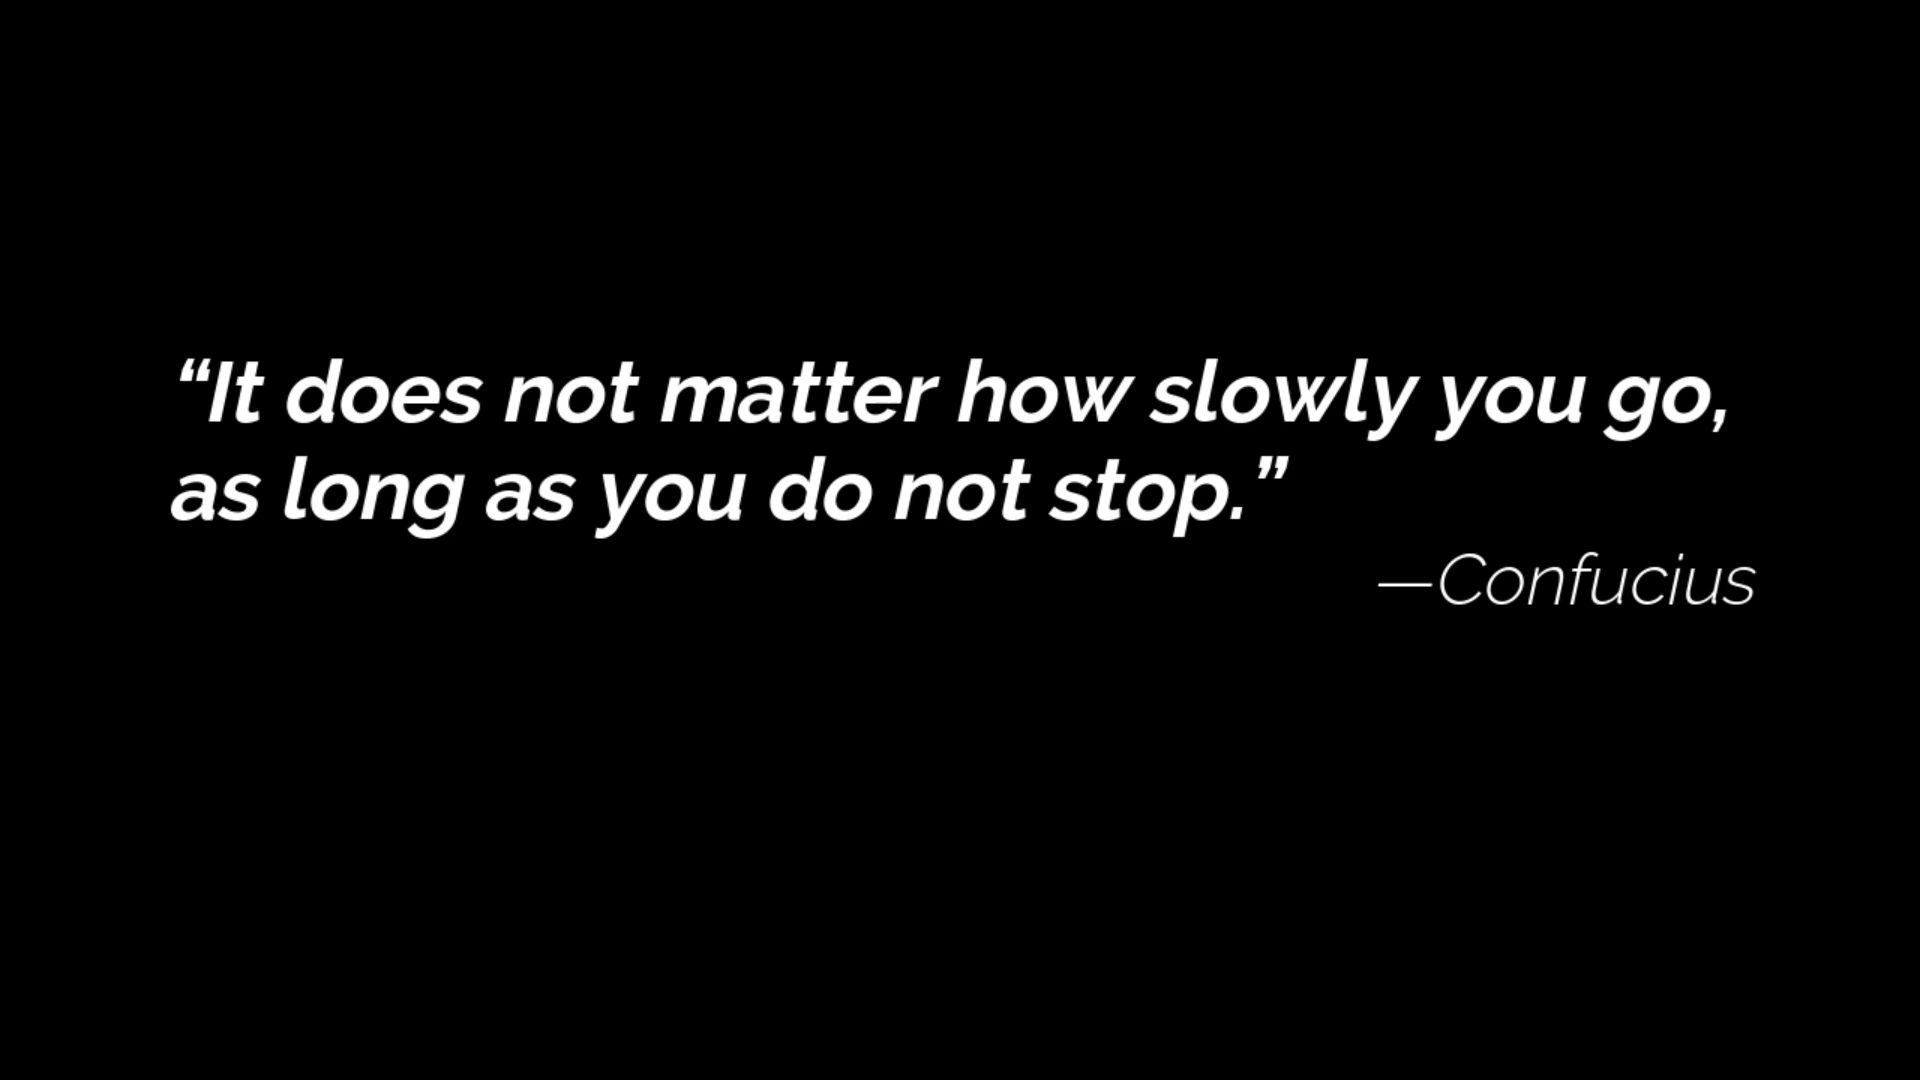 “It does not matter how slowly you go,
as long as you do not stop.”
—Confucius